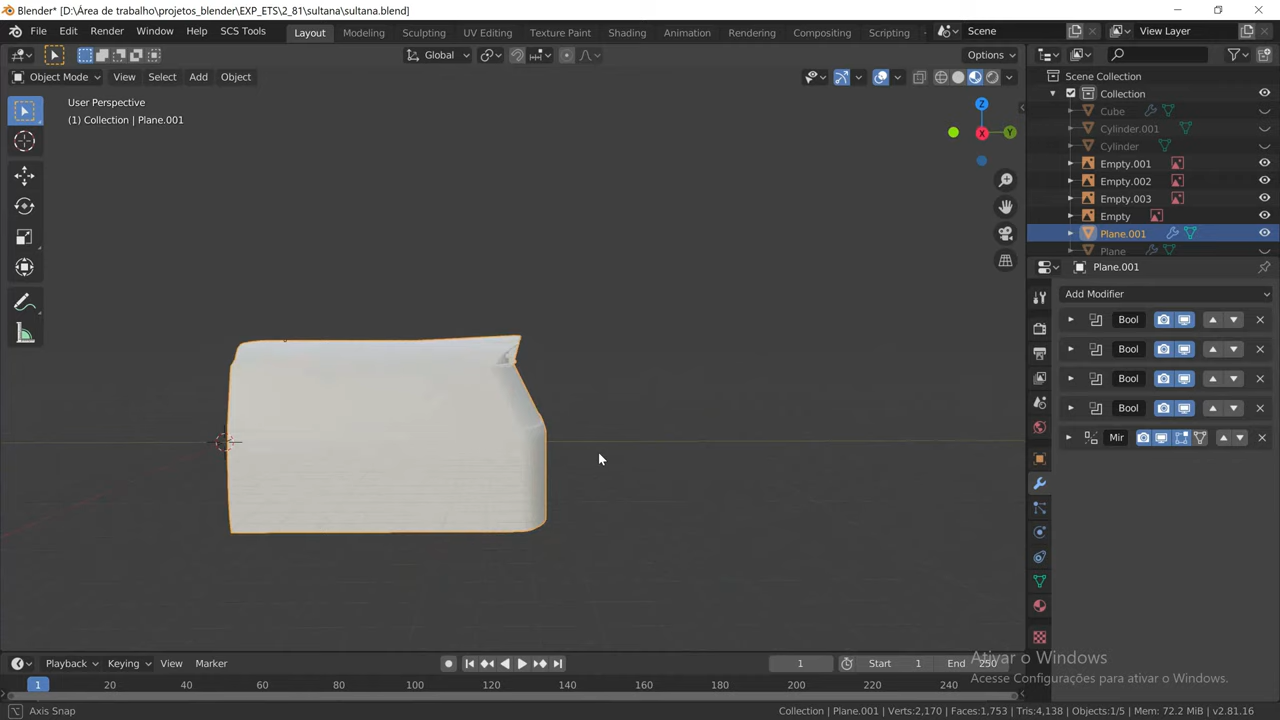 Blender* [D:\Área de trabalho\projetos_blender\EXP_ETS\2_81\sultana\sultana.blend]
File Edit Render Window Help SCS Tools Layout Modeling Sculpting UV Editing Texture Paint Shading Animation Rendering Compositing Scripting Scene View Layer
Global Options
Object Mode View Select Add Object
User Perspective
(1) Collection | Plane.001
Z
X
Y
Scene Collection
Collection
Cube
Cylinder.001
Cylinder
Empty.001
Empty.002
Empty.003
Empty
Plane.001
Plane
Plane.001
Add Modifier
Bool
Bool
Bool
Bool
Mir
Playback Keying View Marker 1 Start 1 End 250
1 20 40 60 80 100 120 140 160 180 200 220 240
Ativar o Windows
Acesse Configurações para ativar o Windows.
Axis Snap
Collection | Plane.001 | Verts:2,170 | Faces:1,753 | Tris:4,138 | Objects:1/5 | Mem: 72.2 MiB | v2.81.16